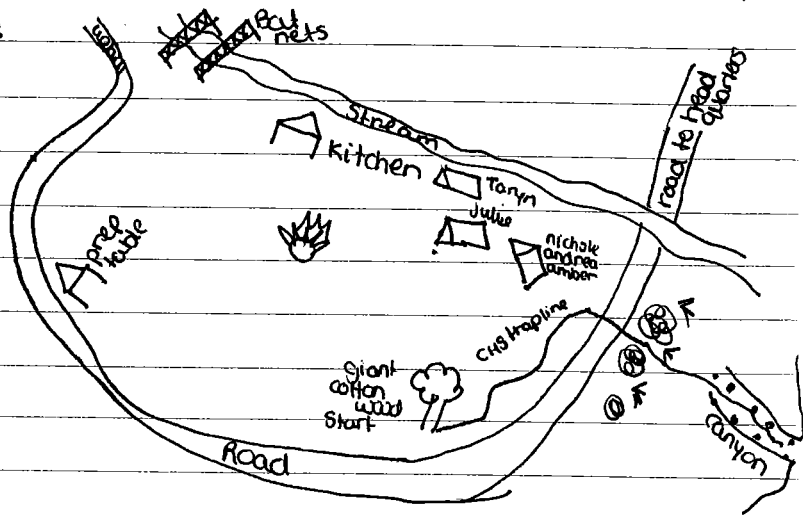 Bat
nets
road
Stream
road to head
quarters
Kitchen
Taryn
Julie
nichole
andrea
amber
prep
table
CHS trapline
giant
cotton
wood
Start
Road
canyon